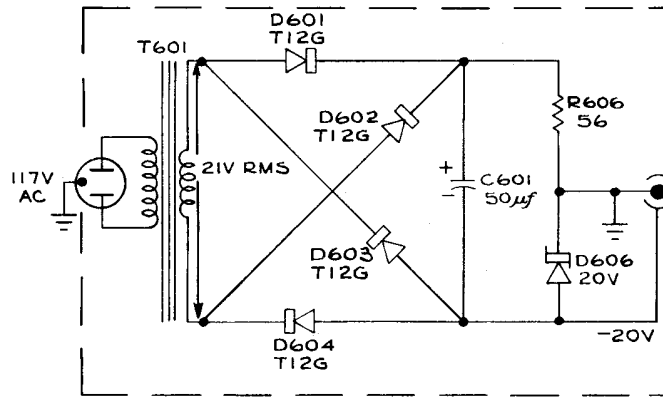 D601
T12G
T601
D602
T12G
R606
56
117V
AC
21V RMS
+
C601
50μf
-
D603
T12G
D606
20V
D604
T12G
-20V